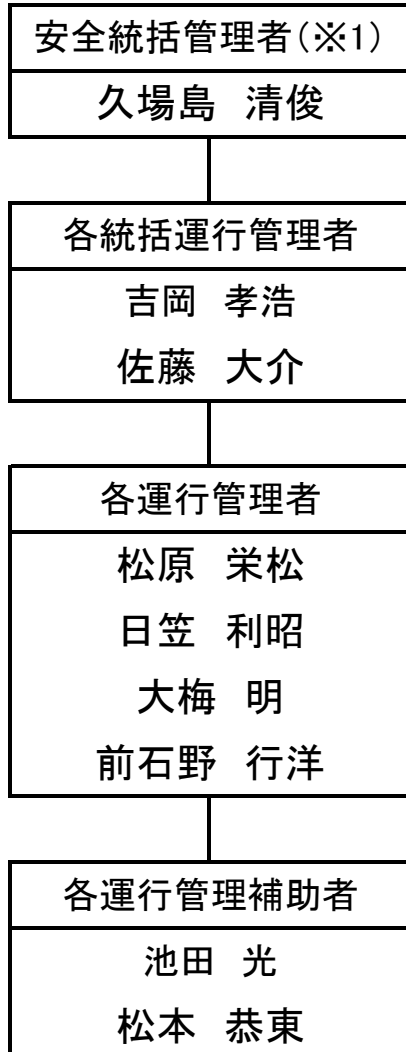 安全統括管理者(※1)
久場島 清俊
各統括運行管理者
吉岡 孝浩
佐藤 大介
各運行管理者
松原 栄松
日笠 利昭
大梅 明
前石野 行洋
各運行管理補助者
池田 光
松本 恭東